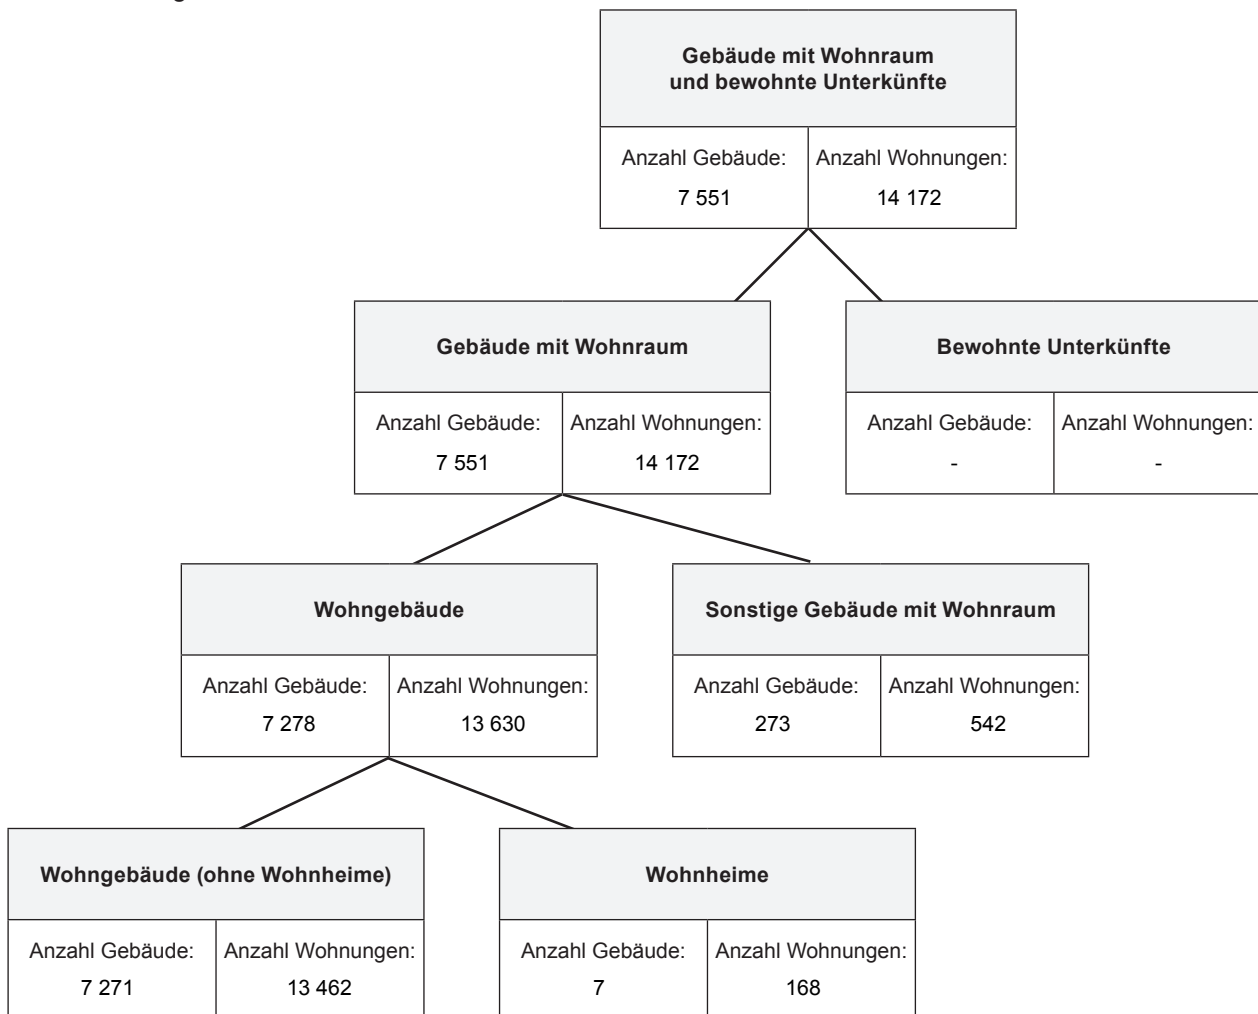 Gebäude mit Wohnraum
und bewohnte Unterkünfte
Anzahl Gebäude: Anzahl Wohnungen:
7 551 14 172
Gebäude mit Wohnraum
Bewohnte Unterkünfte
Anzahl Gebäude: Anzahl Wohnungen:
7 551 14 172
Anzahl Gebäude: Anzahl Wohnungen:
- -
Wohngebäude
Sonstige Gebäude mit Wohnraum
Anzahl Gebäude: Anzahl Wohnungen:
7 278 13 630
Anzahl Gebäude: Anzahl Wohnungen:
273 542
Wohngebäude (ohne Wohnheime)
Wohnheime
Anzahl Gebäude: Anzahl Wohnungen:
7 271 13 462
Anzahl Gebäude: Anzahl Wohnungen:
7 168